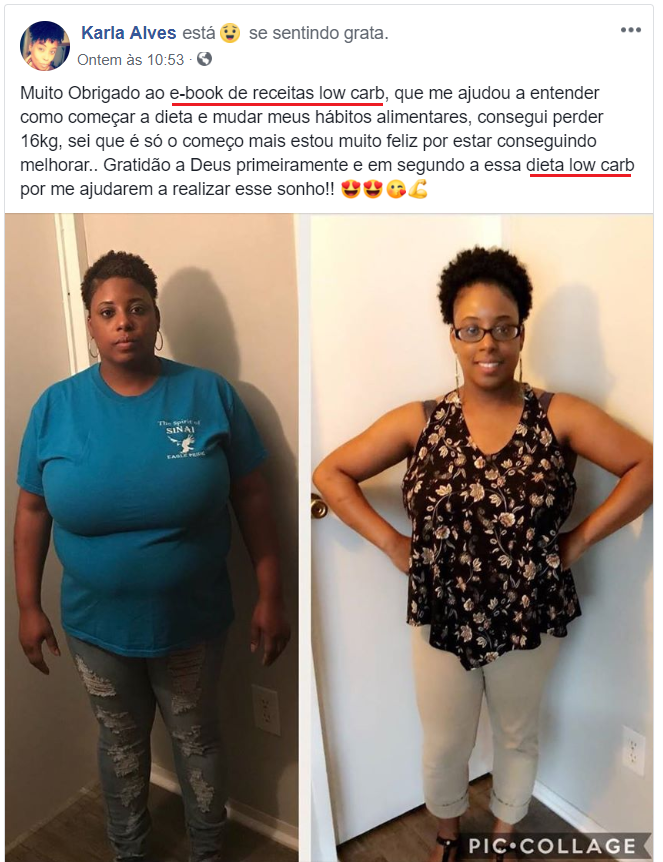 Karla Alves está 😉 se sentindo grata.
Ontem às 10:53 ·
Muito Obrigado ao e-book de receitas low carb, que me ajudou a entender
como começar a dieta e mudar meus hábitos alimentares, consegui perder
16kg, sei que é só o começo mais estou muito feliz por estar conseguindo
melhorar.. Gratidão a Deus primeiramente e em segundo a essa dieta low carb
por me ajudarem a realizar esse sonho!! 😍😍😘💪
The Spirit of
SINAI
PIC•COLLAGE